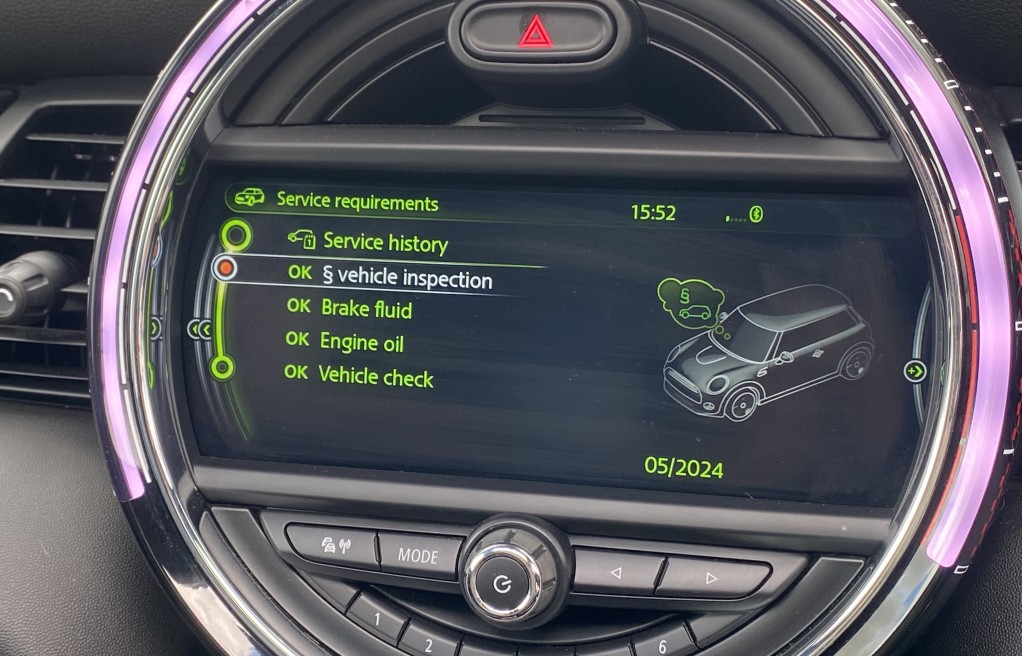 Service requirements
15:52
Service history
OK § vehicle inspection
OK Brake fluid
OK Engine oil
OK Vehicle check
§
S
05/2024
MODE
1
2
6